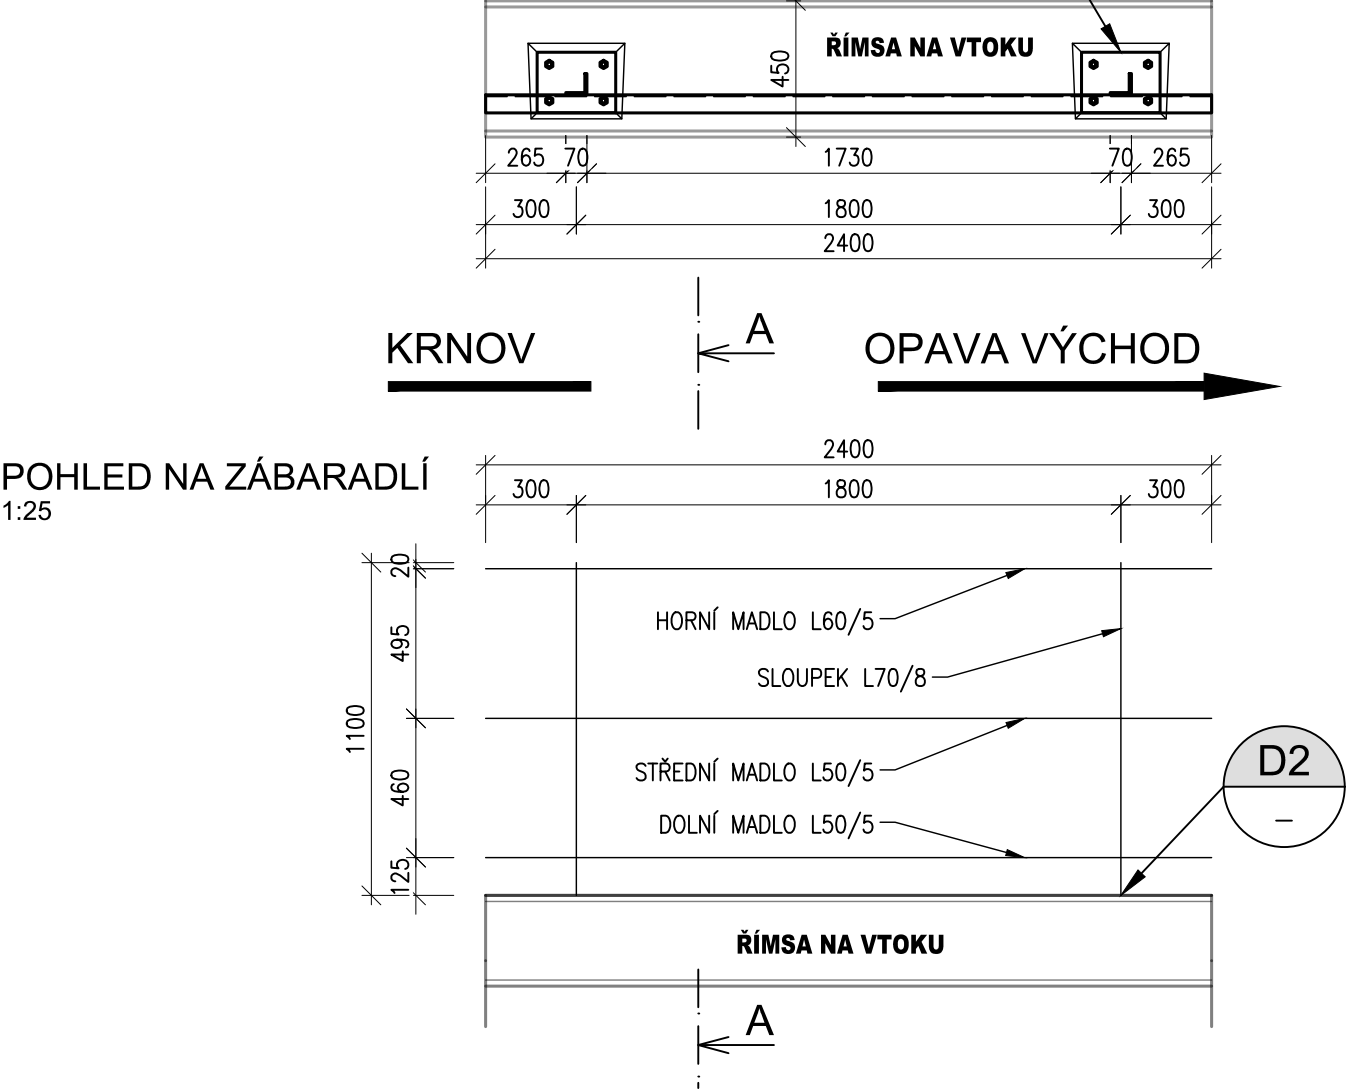 ŘÍMSA NA VTOKU
450
265 70 1730 70 265
300 1800 300
2400
A
KRNOV OPAVA VÝCHOD
POHLED NA ZÁBARADLÍ
1:25
2400
300 1800 300
20
HORNÍ MADLO L60/5
495
SLOUPEK L70/8
1100
STŘEDNÍ MADLO L50/5
460
D2
–
DOLNÍ MADLO L50/5
125
ŘÍMSA NA VTOKU
A